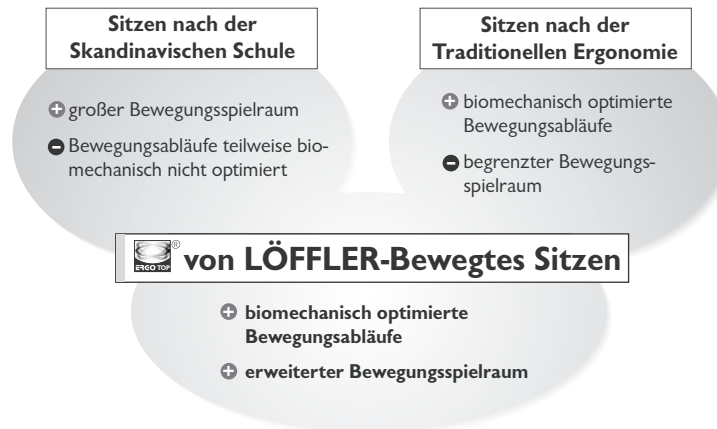 Sitzen nach der
Skandinavischen Schule
+ großer Bewegungsspielraum
– Bewegungsabläufe teilweise bio-
mechanisch nicht optimiert
Sitzen nach der
Traditionellen Ergonomie
+ biomechanisch optimierte
Bewegungsabläufe
– begrenzter Bewegungs-
spielraum
ERGO TOP® von LÖFFLER-Bewegtes Sitzen
+ biomechanisch optimierte
Bewegungsabläufe
+ erweiterter Bewegungsspielraum